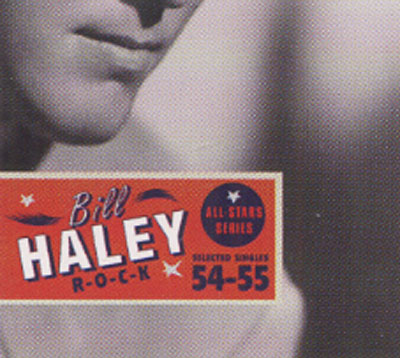 Bill
HALEY
R-O-C-K
ALL STARS
SERIES
SELECTED SINGLES
54-55